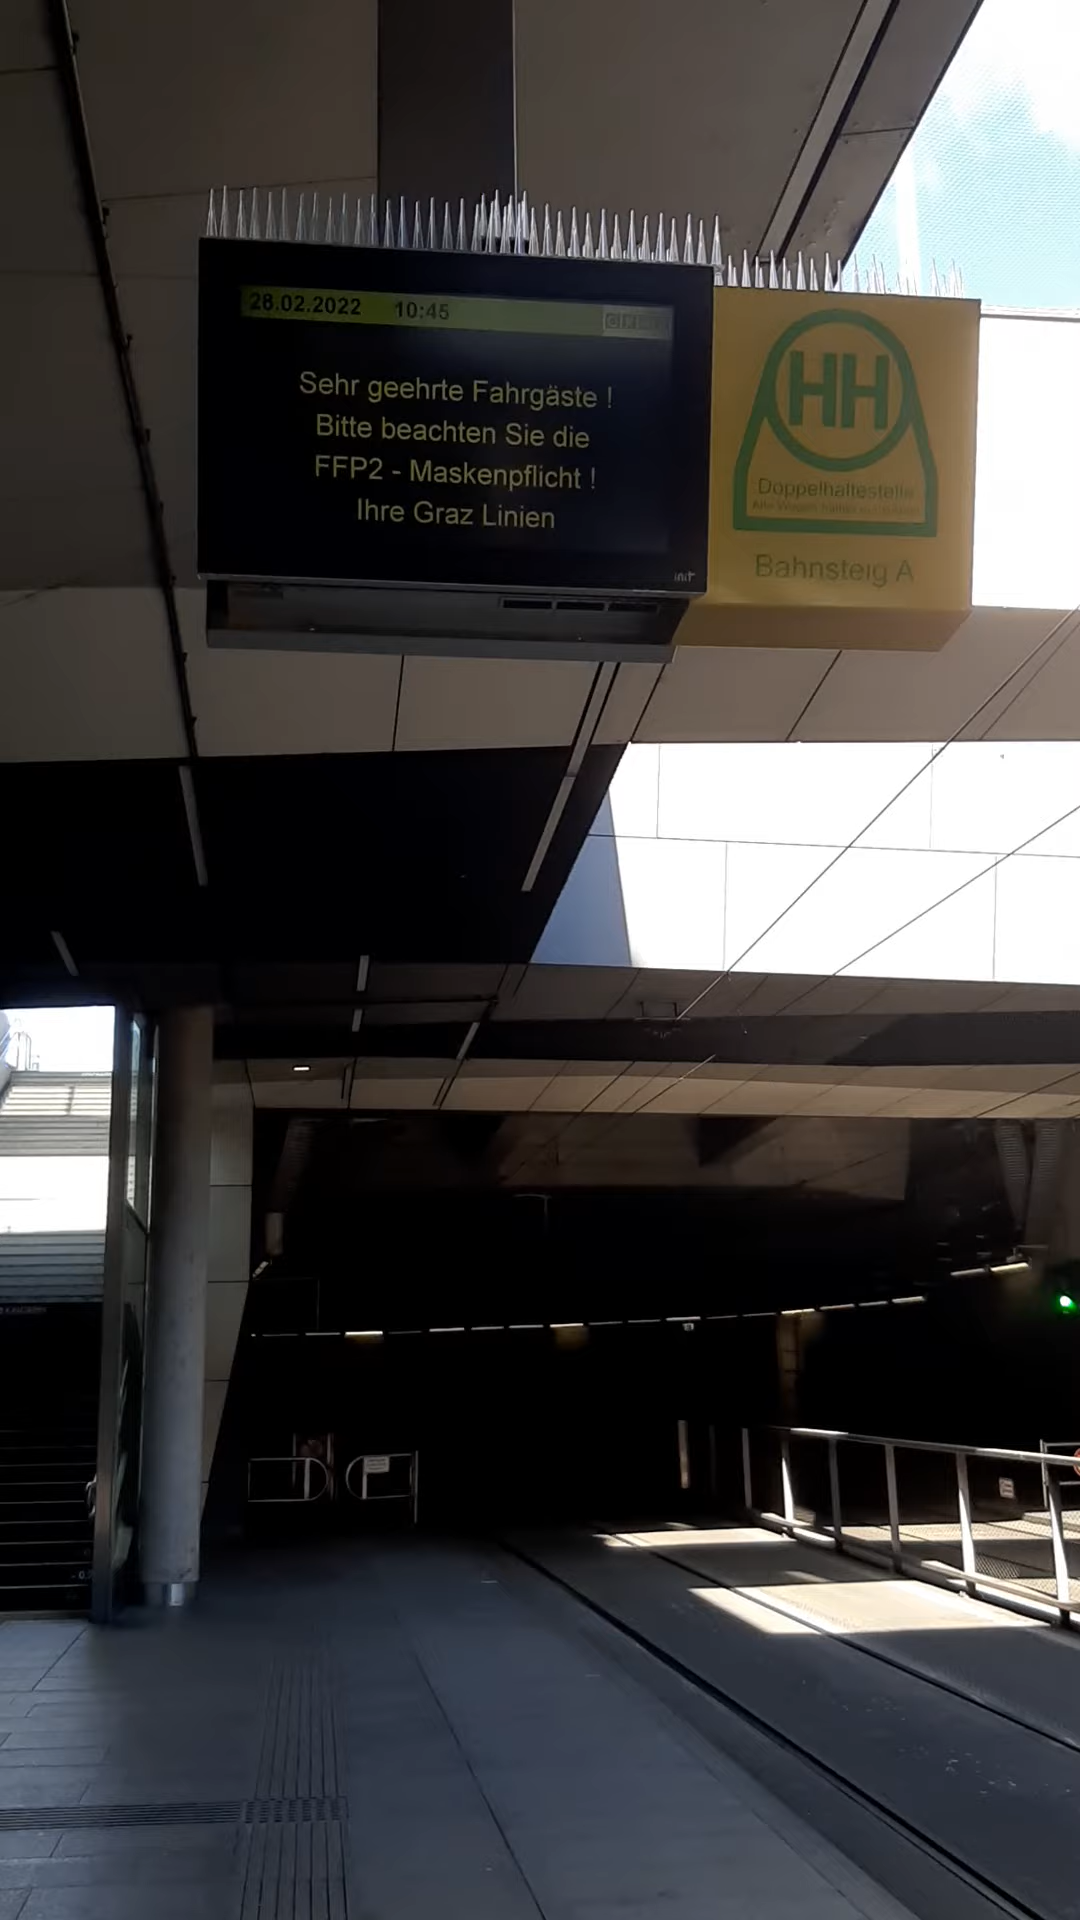 28.02.2022 10:45
Sehr geehrte Fahrgäste !
Bitte beachten Sie die
FFP2 - Maskenpflicht !
Ihre Graz Linien
init
HH
Doppelhaltestelle
Bahnsteig A